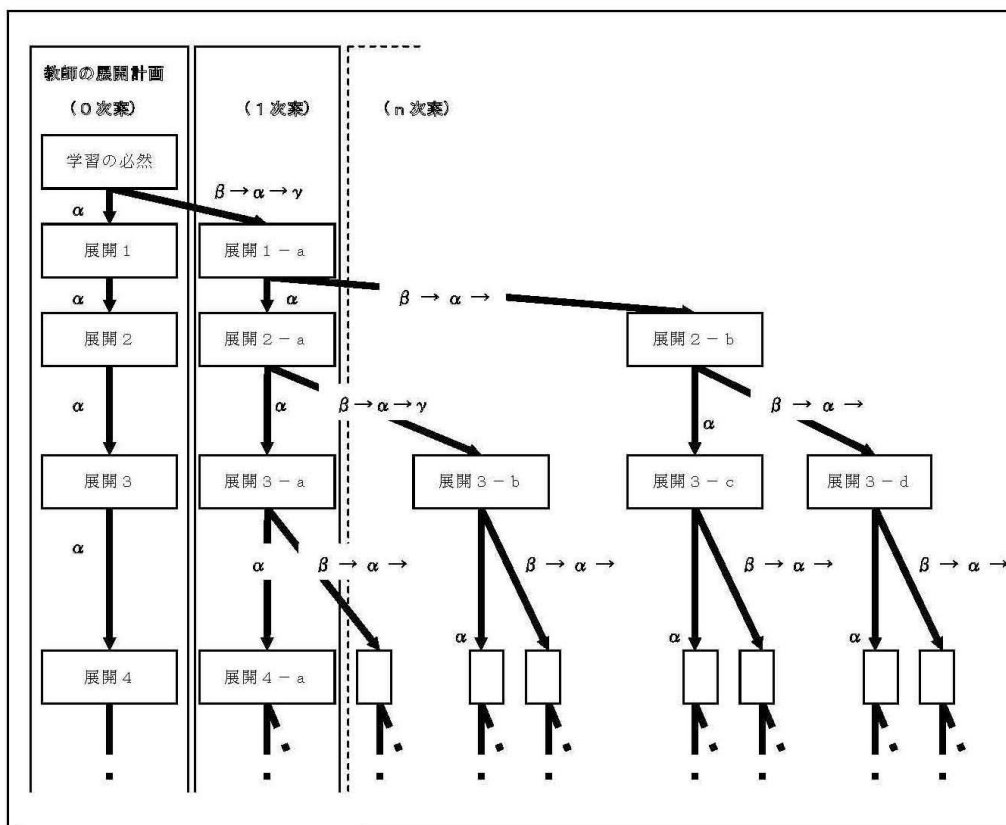 教師の展開計画
（０次案） （１次案） （ｎ次案）
学習の必然
β→α→γ
α
展開１ 展開１－ａ
α α β → α →
展開２ 展開２－ａ 展開２－ｂ
α α β→α→γ α β → α →
展開３ 展開３－ａ 展開３－ｂ 展開３－ｃ 展開３－ｄ
α α β → α → β → α → β → α → β → α →
α α α
展開４ 展開４－ａ